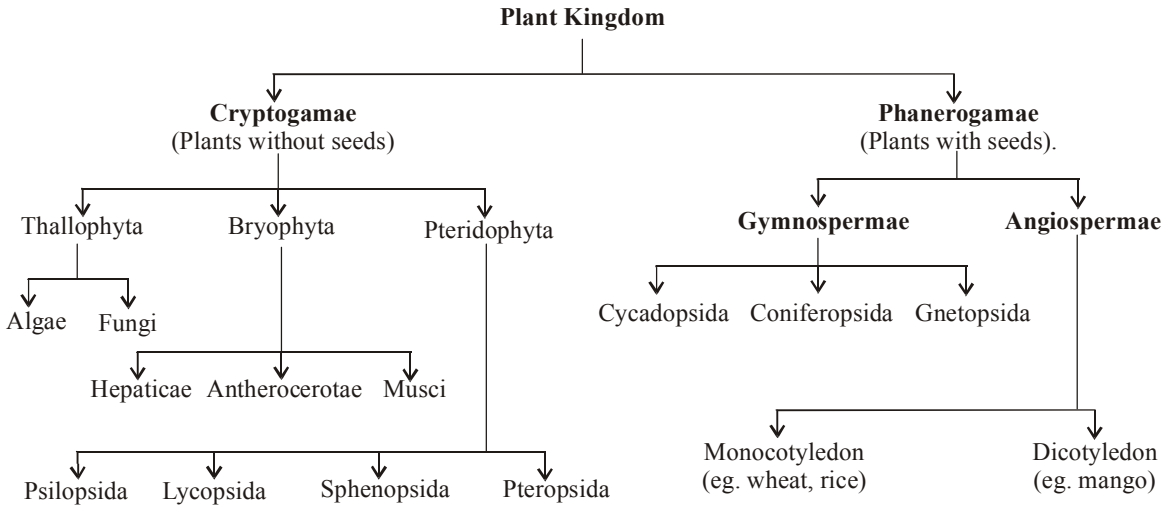 Plant Kingdom
Cryptogamae
(Plants without seeds)
Phanerogamae
(Plants with seeds).
Thallophyta
Bryophyta
Pteridophyta
Gymnospermae
Angiospermae
Algae
Fungi
Cycadopsida
Coniferopsida
Gnetopsida
Hepaticae
Antherocerotae
Musci
Monocotyledon
(eg. wheat, rice)
Dicotyledon
(eg. mango)
Psilopsida
Lycopsida
Sphenopsida
Pteropsida